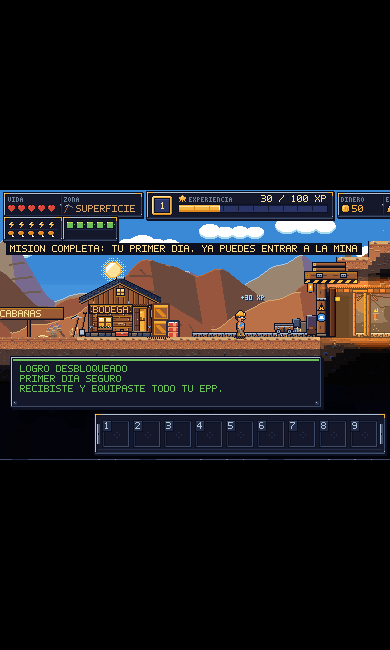 VIDA
ZONA
SUPERFICIE
1
EXPERIENCIA
30 / 100 XP
DINERO
50
E
MISION COMPLETA: TU PRIMER DIA. YA PUEDES ENTRAR A LA MINA
CABANAS
BODEGA
+30 XP
LOGRO DESBLOQUEADO
PRIMER DIA SEGURO
RECIBISTE Y EQUIPASTE TODO TU EPP.
1 2 3 4 5 6 7 8 9